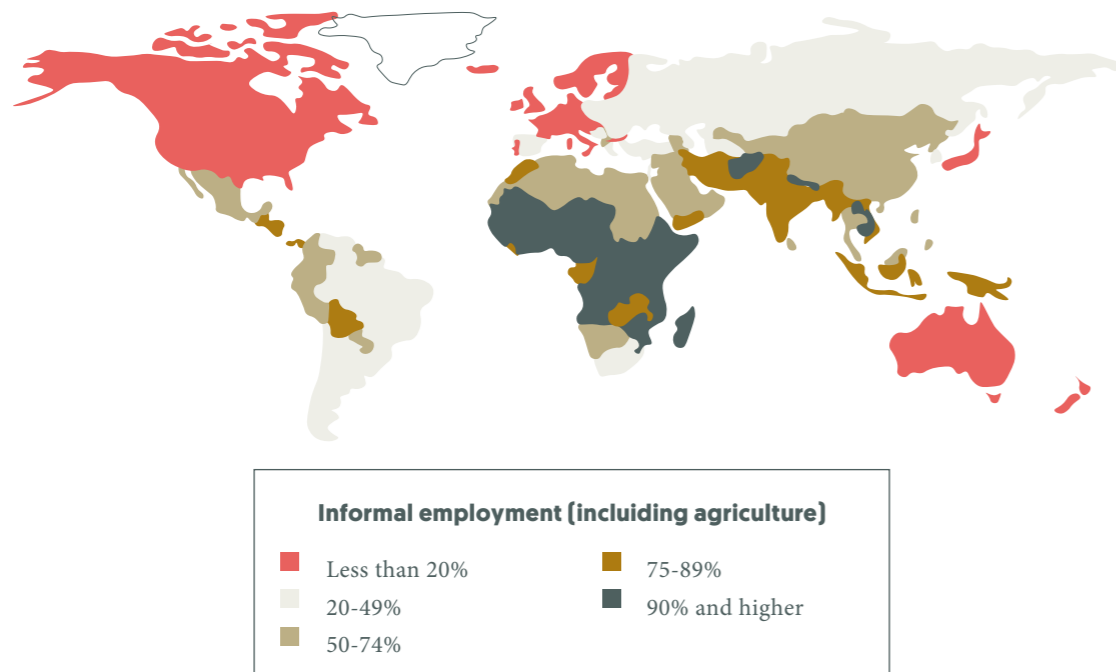 Informal employment (incluiding agriculture)
Less than 20%
20-49%
50-74%
75-89%
90% and higher